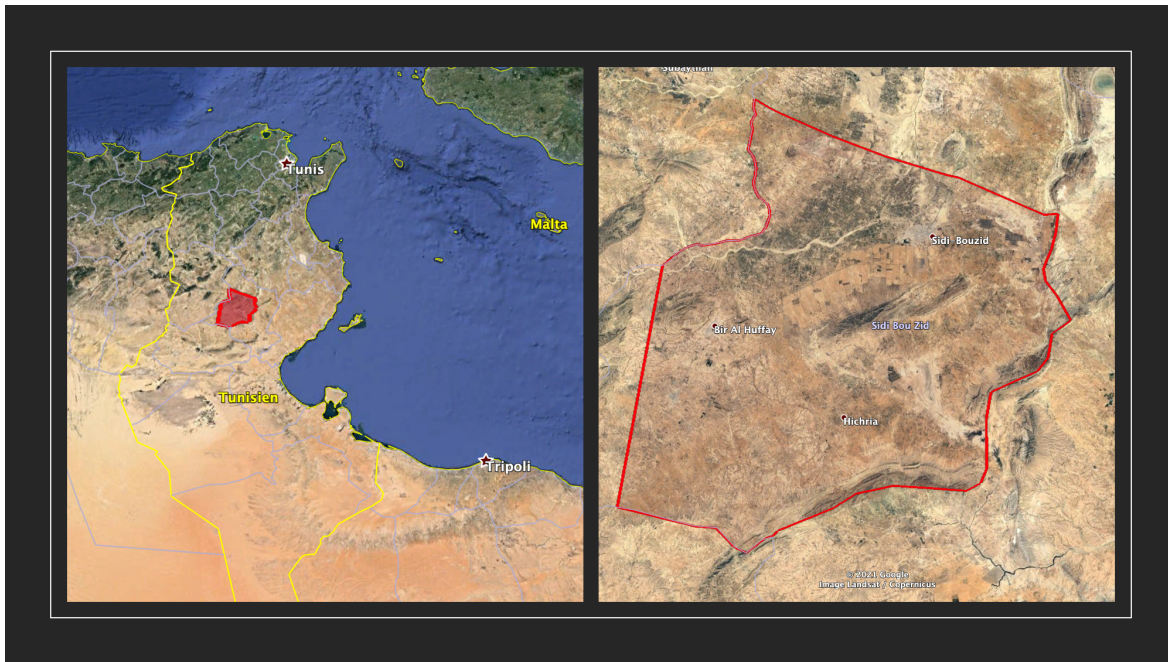 Tunis
Malta
Tunisien
Tripoli
Sidi Bouzid
Bir Al Huffay
Sidi Bou Zid
Hichria
©2021 Google
Image Landsat / Copernicus